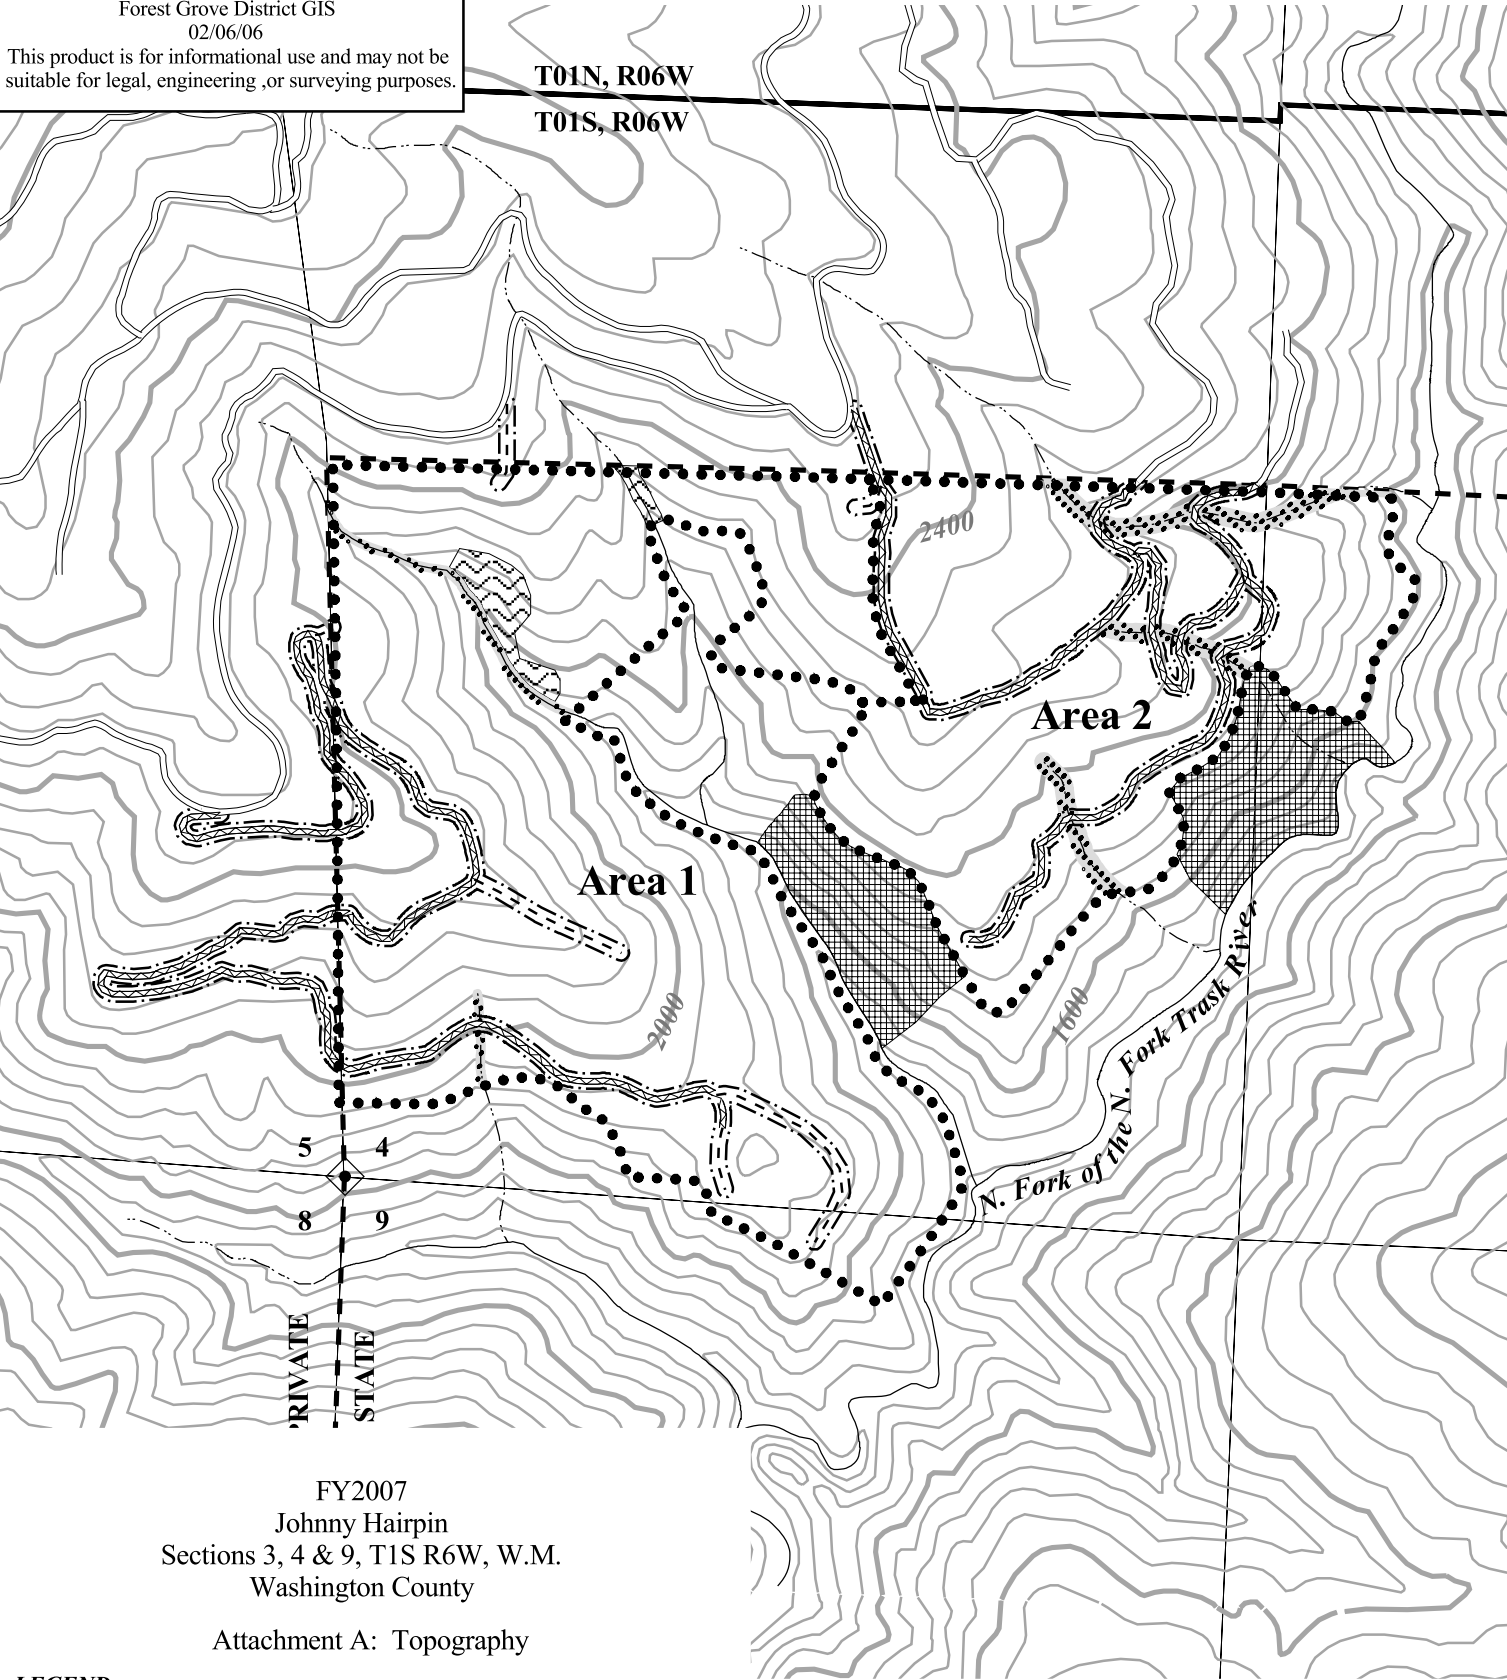 Forest Grove District GIS
02/06/06
This product is for informational use and may not be
suitable for legal, engineering ,or surveying purposes.
T01N, R06W
T01S, R06W
2400
Area 2
Area 1
2000
1600
N. Fork of the N. Fork Trask River
5 4
8 9
PRIVATE
STATE
FY2007
Johnny Hairpin
Sections 3, 4 & 9, T1S R6W, W.M.
Washington County
Attachment A: Topography
LEGEND